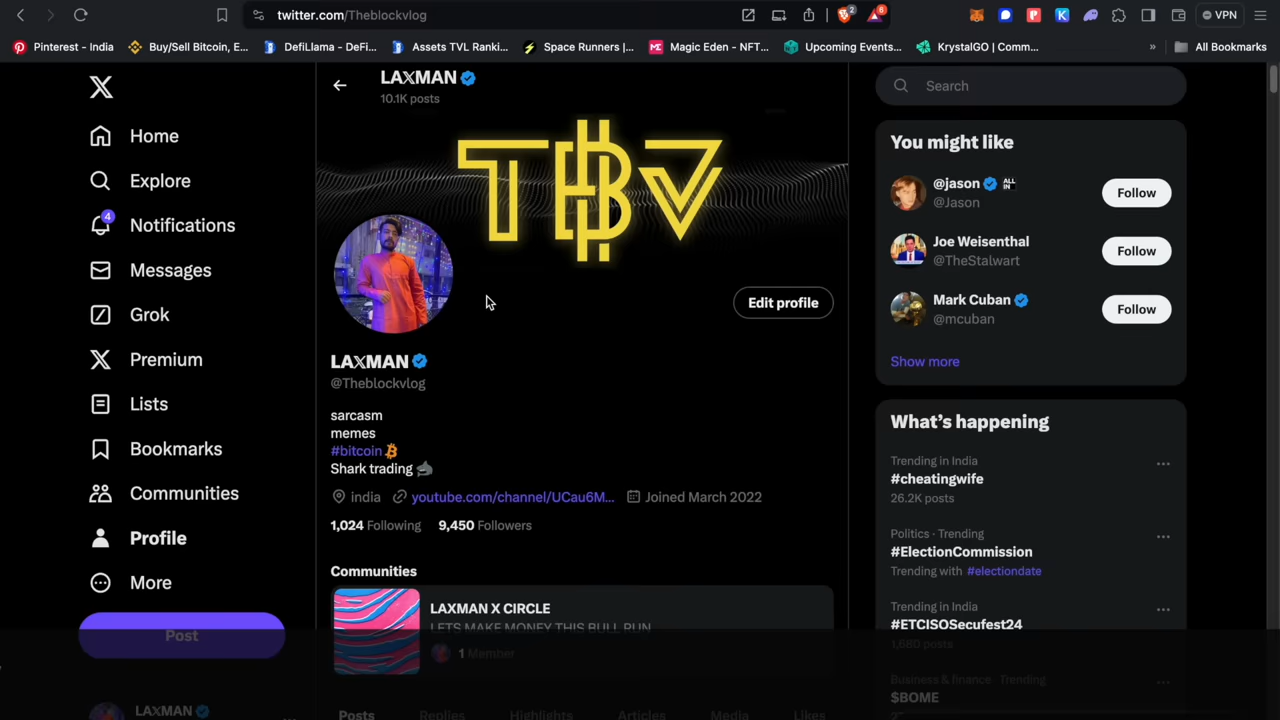 twitter.com/Theblockvlog
2
6
VPN
Pinterest - India
Buy/Sell Bitcoin, E...
DefiLlama - DeFi...
Assets TVL Ranki...
Space Runners |...
Magic Eden - NFT...
Upcoming Events...
KrystalGO | Comm...
»
All Bookmarks
LAXMAN
10.1K posts
TBV
Edit profile
LAXMAN
@Theblockvlog
sarcasm
memes
#bitcoin
Shark trading
india
youtube.com/channel/UCau6M...
Joined March 2022
1,024 Following
9,450 Followers
Communities
LAXMAN X CIRCLE
LETS MAKE MONEY THIS BULL RUN
1 Member
Posts
Replies
Highlights
Articles
Media
Likes
X
Home
Explore
4
Notifications
Messages
Grok
Premium
Lists
Bookmarks
Communities
Profile
More
Post
LAXMAN
Search
You might like
@jason
@Jason
Follow
Joe Weisenthal
@TheStalwart
Follow
Mark Cuban
@mcuban
Follow
Show more
What's happening
Trending in India
#cheatingwife
26.2K posts
Politics · Trending
#ElectionCommission
Trending with #electiondate
Trending in India
#ETCISOSecufest24
1,680 posts
Business & finance · Trending
$BOME